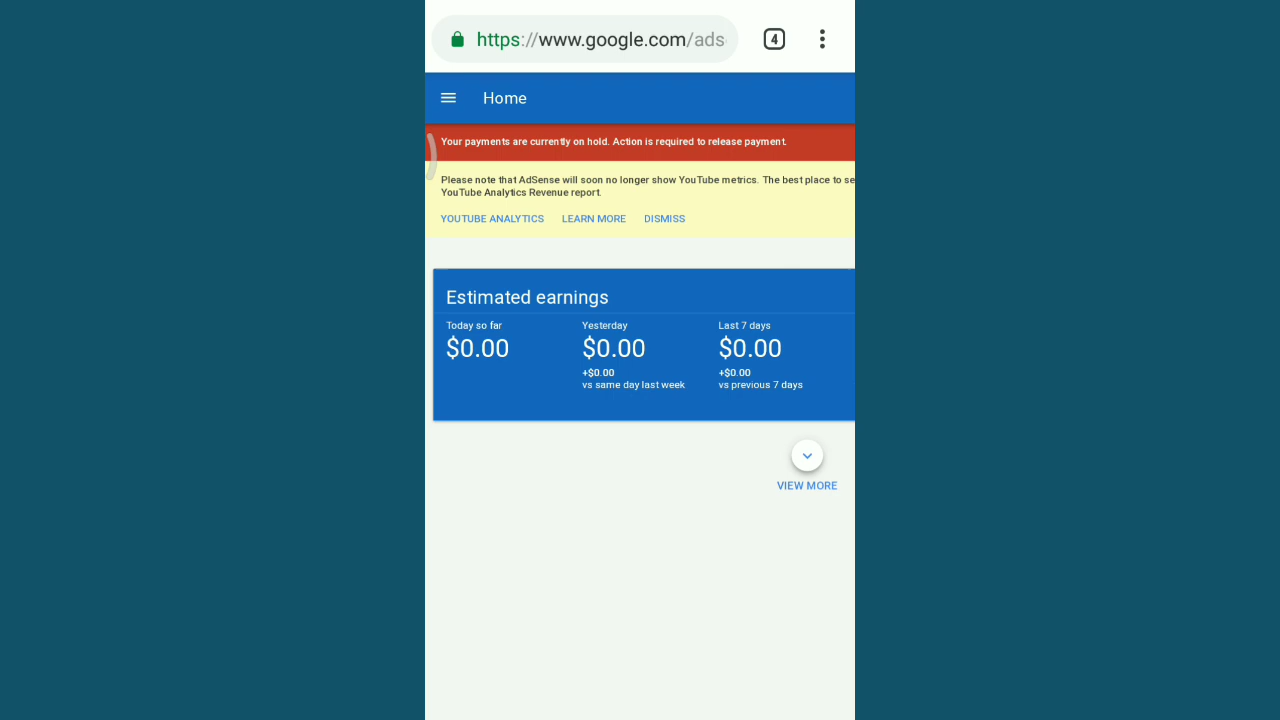 https://www.google.com/ads
4
Home
Your payments are currently on hold. Action is required to release payment.
Please note that AdSense will soon no longer show YouTube metrics. The best place to se
YouTube Analytics Revenue report.
YOUTUBE ANALYTICS LEARN MORE DISMISS
Estimated earnings
Today so far Yesterday Last 7 days
$0.00 $0.00 $0.00
+$0.00 +$0.00
vs same day last week vs previous 7 days
VIEW MORE